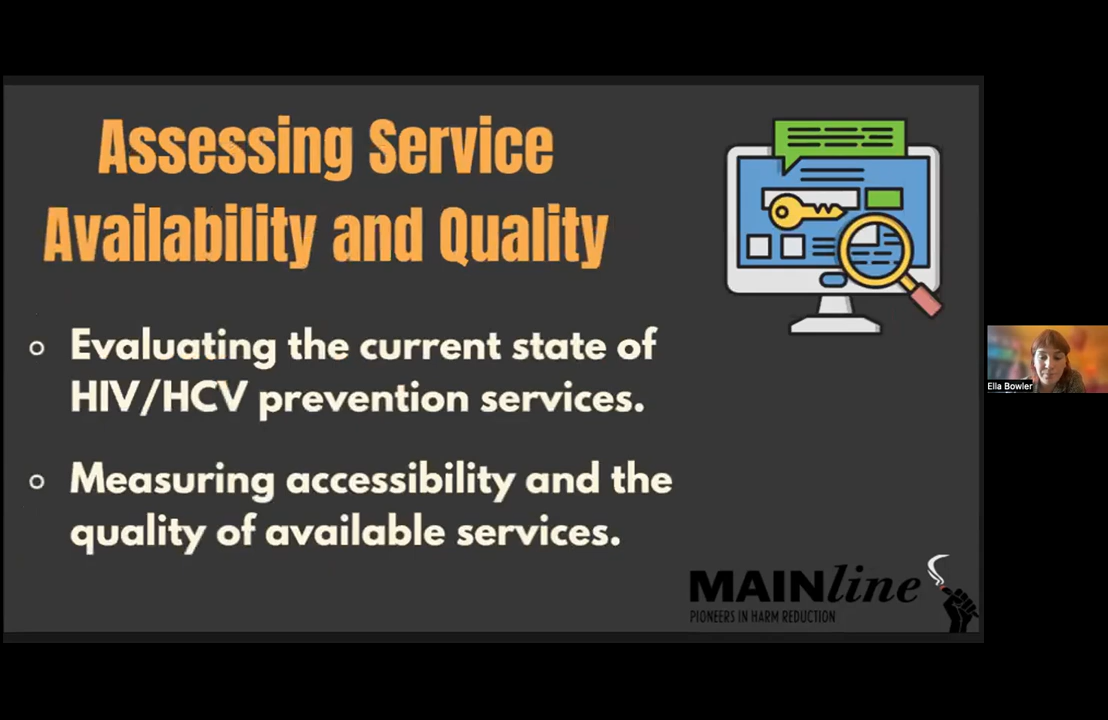 Assessing Service
Availability and Quality
Evaluating the current state of
HIV/HCV prevention services.
Measuring accessibility and the
quality of available services.
MAINline
PIONEERS IN HARM REDUCTION
Ella Bowler